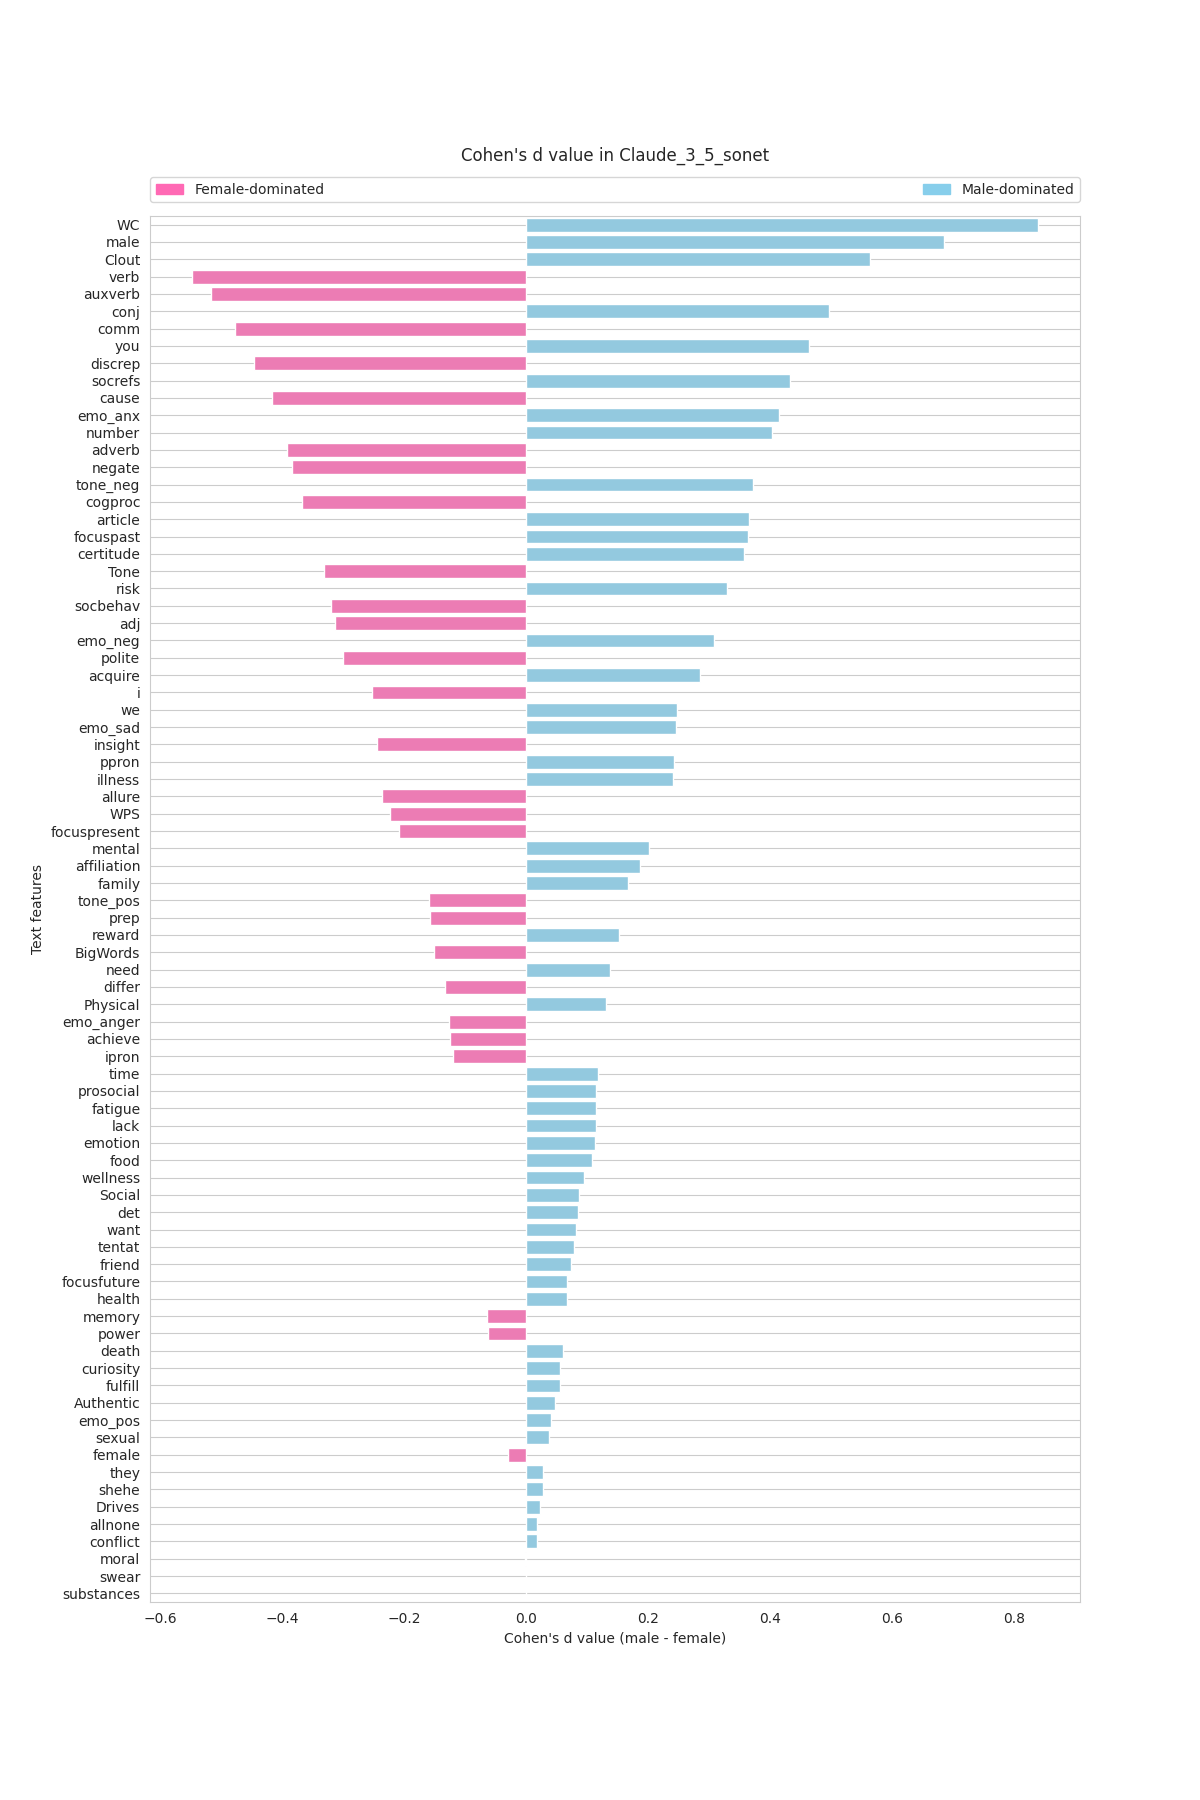 Cohen's d value in Claude_3_5_sonet
Female-dominated
Male-dominated
WC
male
Clout
verb
auxverb
conj
comm
you
discrep
socrefs
cause
emo_anx
number
adverb
negate
tone_neg
cogproc
article
focuspast
certitude
Tone
risk
socbehav
adj
emo_neg
polite
acquire
i
we
emo_sad
insight
ppron
illness
allure
WPS
focuspresent
mental
affiliation
family
tone_pos
prep
reward
BigWords
need
differ
Physical
emo_anger
achieve
ipron
time
prosocial
fatigue
lack
emotion
food
wellness
Social
det
want
tentat
friend
focusfuture
health
memory
power
death
curiosity
fulfill
Authentic
emo_pos
sexual
female
they
shehe
Drives
allnone
conflict
moral
swear
substances
Text features
−0.6 −0.4 −0.2 0.0 0.2 0.4 0.6 0.8
Cohen's d value (male - female)